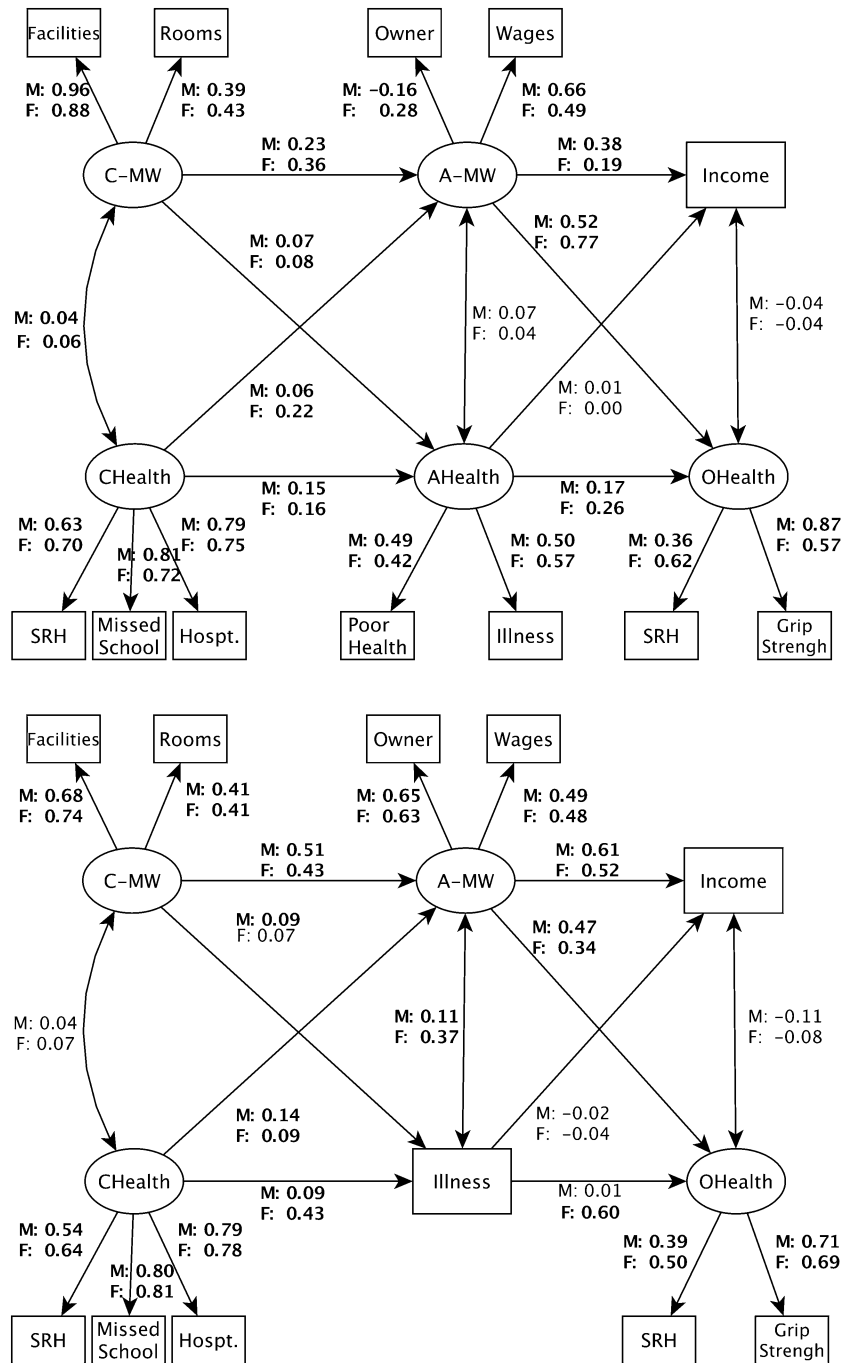 Facilities
Rooms
Owner
Wages
M: 0.96
F: 0.88
M: 0.39
F: 0.43
M: -0.16
F: 0.28
M: 0.66
F: 0.49
M: 0.23
F: 0.36
M: 0.38
F: 0.19
C-MW
A-MW
Income
M: 0.07
F: 0.08
M: 0.52
F: 0.77
M: 0.04
F: 0.06
M: 0.07
F: 0.04
M: -0.04
F: -0.04
M: 0.06
F: 0.22
M: 0.01
F: 0.00
CHealth
AHealth
OHealth
M: 0.15
F: 0.16
M: 0.17
F: 0.26
M: 0.63
F: 0.70
M: 0.81
F: 0.72
M: 0.79
F: 0.75
M: 0.49
F: 0.42
M: 0.50
F: 0.57
M: 0.36
F: 0.62
M: 0.87
F: 0.57
SRH
Missed
School
Hospt.
Poor
Health
Illness
SRH
Grip
Strengh
Facilities
Rooms
Owner
Wages
M: 0.68
F: 0.74
M: 0.41
F: 0.41
M: 0.65
F: 0.63
M: 0.49
F: 0.48
M: 0.51
F: 0.43
M: 0.61
F: 0.52
C-MW
A-MW
Income
M: 0.09
F: 0.07
M: 0.47
F: 0.34
M: 0.04
F: 0.07
M: 0.11
F: 0.37
M: -0.11
F: -0.08
M: 0.14
F: 0.09
M: -0.02
F: -0.04
CHealth
Illness
OHealth
M: 0.09
F: 0.43
M: 0.01
F: 0.60
M: 0.54
F: 0.64
M: 0.80
F: 0.81
M: 0.79
F: 0.78
M: 0.39
F: 0.50
M: 0.71
F: 0.69
SRH
Missed
School
Hospt.
SRH
Grip
Strengh